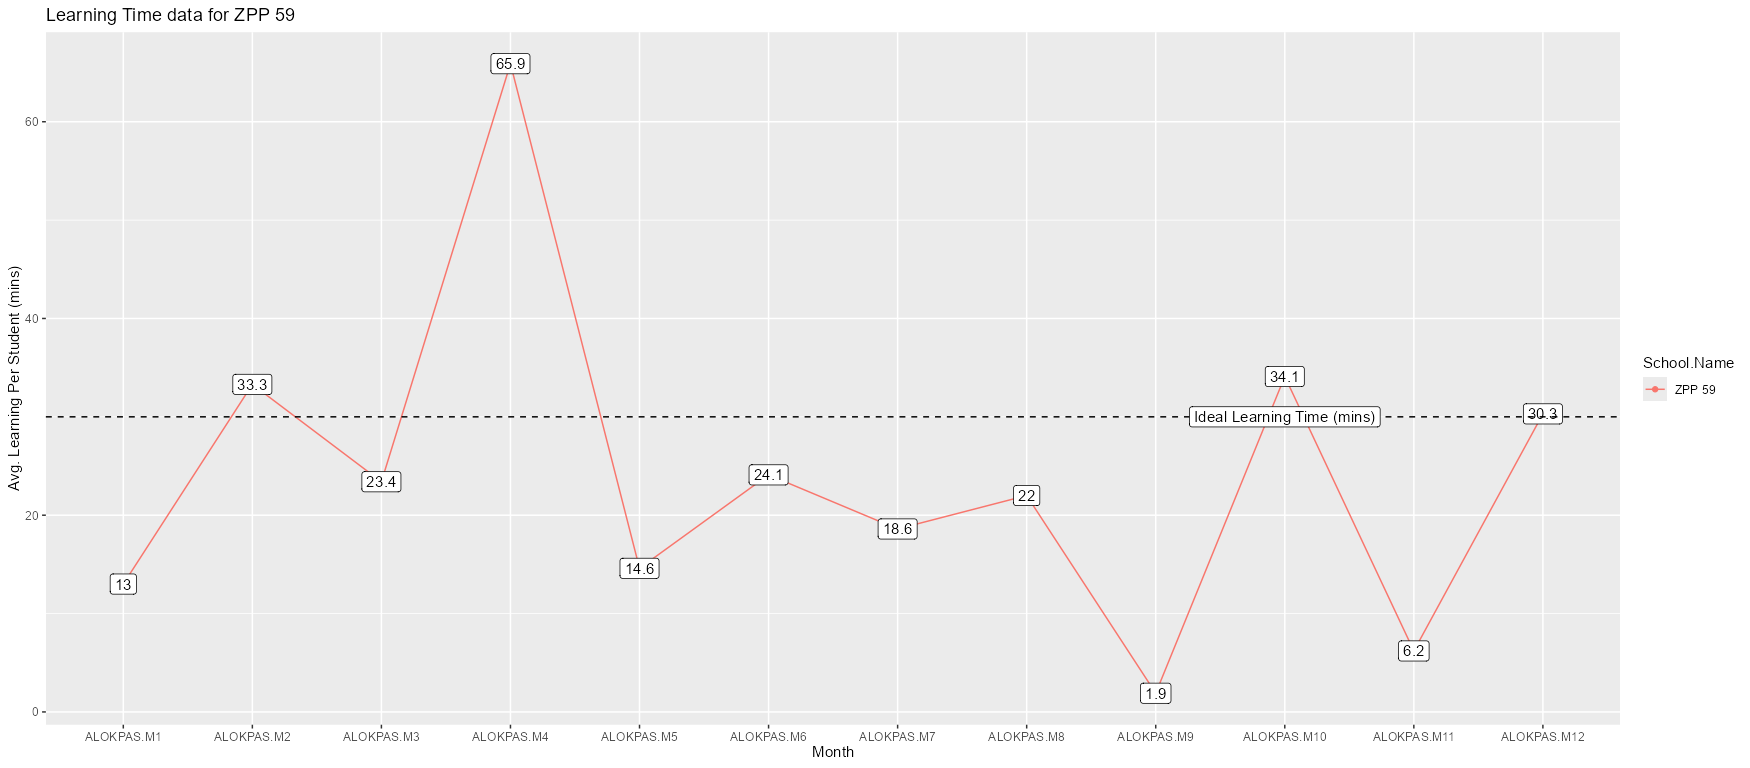 Learning Time data for ZPP 59
Avg. Learning Per Student (mins)
60
40
20
0
13
33.3
23.4
65.9
14.6
24.1
18.6
22
1.9
34.1
6.2
30.3
Ideal Learning Time (mins)
ALOKPAS.M1 ALOKPAS.M2 ALOKPAS.M3 ALOKPAS.M4 ALOKPAS.M5 ALOKPAS.M6 ALOKPAS.M7 ALOKPAS.M8 ALOKPAS.M9 ALOKPAS.M10 ALOKPAS.M11 ALOKPAS.M12
Month
School.Name
ZPP 59